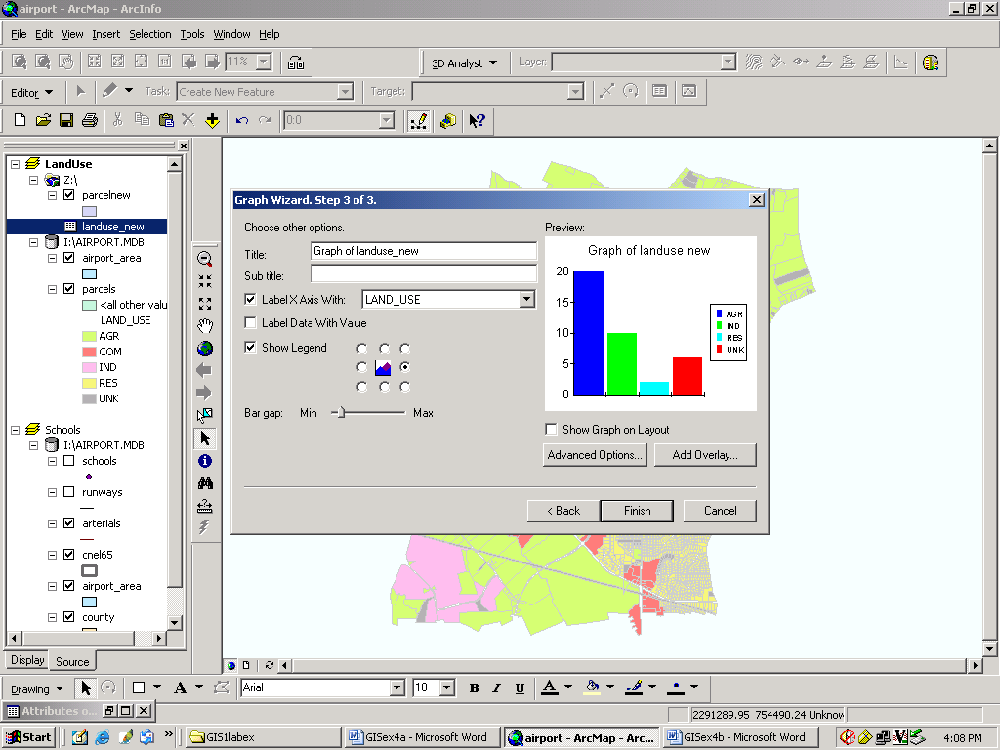 airport - ArcMap - ArcInfo
File Edit View Insert Selection Tools Window Help
11% 3D Analyst Layer:
Editor Task: Create New Feature Target:
0:0
LandUse
Z:\
parcelnew
landuse_new
I:\AIRPORT.MDB
airport_area
parcels
<all other valu
LAND_USE
AGR
COM
IND
RES
UNK
Schools
I:\AIRPORT.MDB
schools
runways
arterials
cnel65
airport_area
county
Display Source
Graph Wizard. Step 3 of 3.
Choose other options.
Title: Graph of landuse_new
Sub title:
Label X Axis With: LAND_USE
Label Data With Value
Show Legend
Bar gap: Min Max
Preview:
Graph of landuse new
20
15
10
5
0
AGR
IND
RES
UNK
Show Graph on Layout
Advanced Options... Add Overlay...
< Back Finish Cancel
Drawing A Arial 10 B I U A
Attributes o...
2291289.95 754490.24 Unknow
Start » GIS1labex GISex4a - Microsoft Word airport - ArcMap - Arc... GISex4b - Microsoft Word 4:08 PM